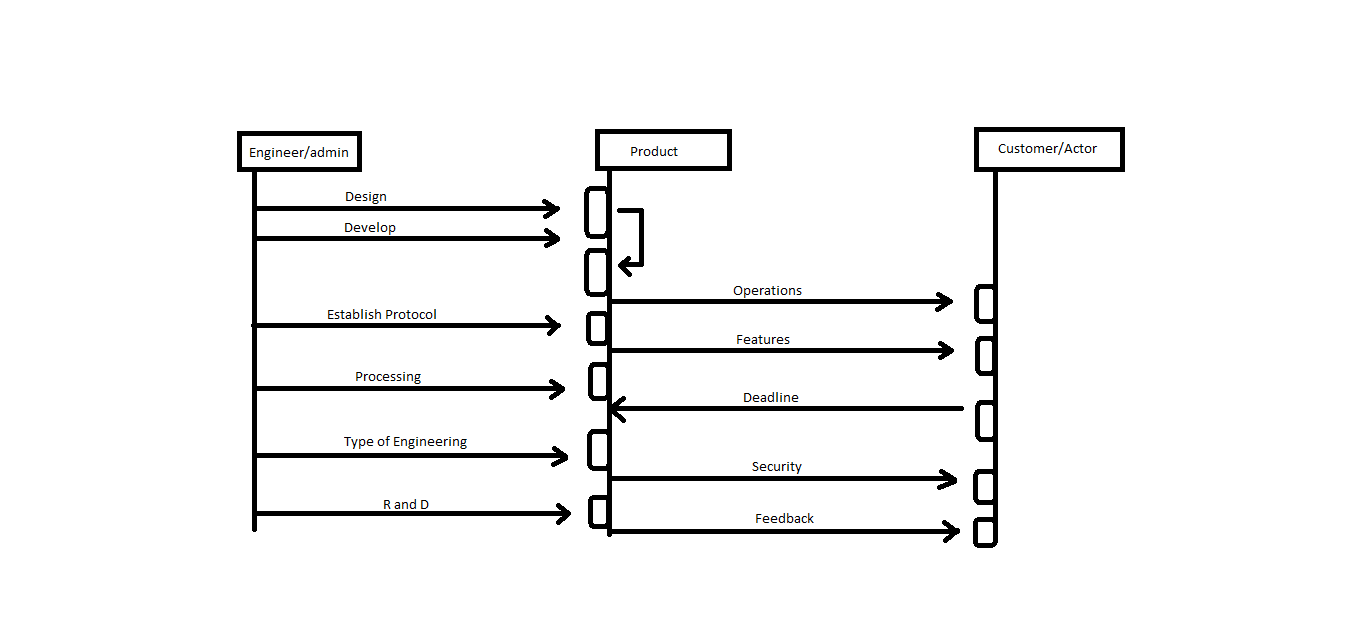 Engineer/admin
Product
Customer/Actor
Design
Develop
Operations
Establish Protocol
Features
Processing
Deadline
Type of Engineering
Security
R and D
Feedback